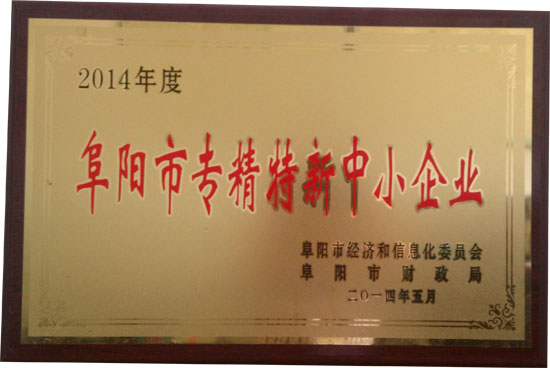 2014年度
阜阳市专精特新中小企业
阜阳市经济和信息化委员会
阜阳市财政局
二〇一四年五月